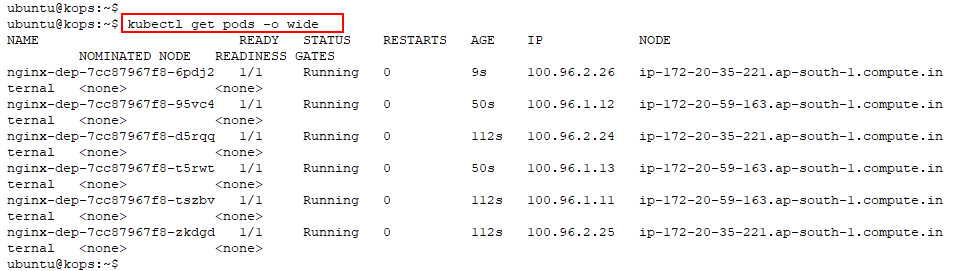 ubuntu@kops:~$
ubuntu@kops:~$ kubectl get pods -o wide
NAME                          READY   STATUS    RESTARTS   AGE    IP            NODE
         NOMINATED NODE   READINESS GATES
nginx-dep-7cc87967f8-6pdj2   1/1     Running   0          9s     100.96.2.26   ip-172-20-35-221.ap-south-1.compute.in
ternal   <none>           <none>
nginx-dep-7cc87967f8-95vc4   1/1     Running   0          50s    100.96.1.12   ip-172-20-59-163.ap-south-1.compute.in
ternal   <none>           <none>
nginx-dep-7cc87967f8-d5rqq   1/1     Running   0          112s   100.96.2.24   ip-172-20-35-221.ap-south-1.compute.in
ternal   <none>           <none>
nginx-dep-7cc87967f8-t5rwt   1/1     Running   0          50s    100.96.1.13   ip-172-20-59-163.ap-south-1.compute.in
ternal   <none>           <none>
nginx-dep-7cc87967f8-tszbv   1/1     Running   0          112s   100.96.1.11   ip-172-20-59-163.ap-south-1.compute.in
ternal   <none>           <none>
nginx-dep-7cc87967f8-zkdgd   1/1     Running   0          112s   100.96.2.25   ip-172-20-35-221.ap-south-1.compute.in
ternal   <none>           <none>
ubuntu@kops:~$